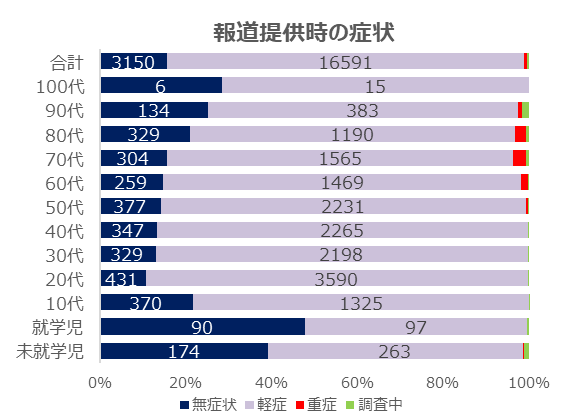 報道提供時の症状
合計 3150 16591
100代 6 15
90代 134 383
80代 329 1190
70代 304 1565
60代 259 1469
50代 377 2231
40代 347 2265
30代 329 2198
20代 431 3590
10代 370 1325
就学児 90 97
未就学児 174 263
0% 20% 40% 60% 80% 100%
無症状 軽症 重症 調査中